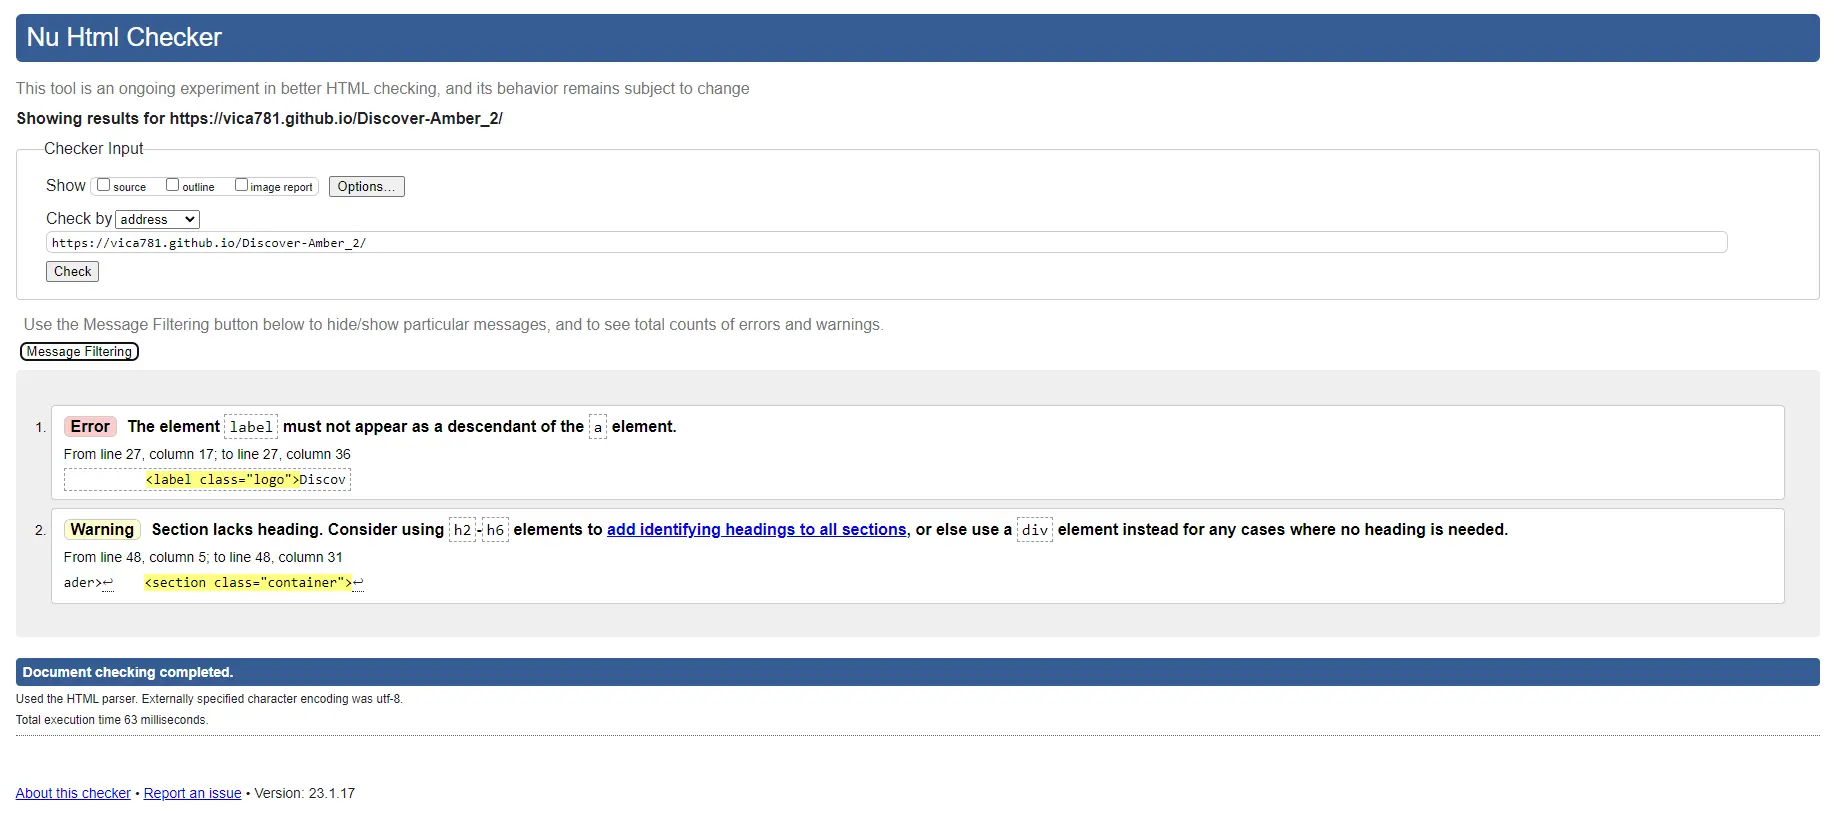 Nu Html Checker
This tool is an ongoing experiment in better HTML checking, and its behavior remains subject to change
Showing results for https://vica781.github.io/Discover-Amber_2/
Checker Input
Show source outline image report Options...
Check by address
https://vica781.github.io/Discover-Amber_2/
Check
Use the Message Filtering button below to hide/show particular messages, and to see total counts of errors and warnings.
Message Filtering
1. Error The element label must not appear as a descendant of the a element.
From line 27, column 17; to line 27, column 36
<label class="logo">Discov
2. Warning Section lacks heading. Consider using h2-h6 elements to add identifying headings to all sections, or else use a div element instead for any cases where no heading is needed.
From line 48, column 5; to line 48, column 31
ader>↩ <section class="container">↩
Document checking completed.
Used the HTML parser. Externally specified character encoding was utf-8.
Total execution time 63 milliseconds.
About this checker • Report an issue • Version: 23.1.17